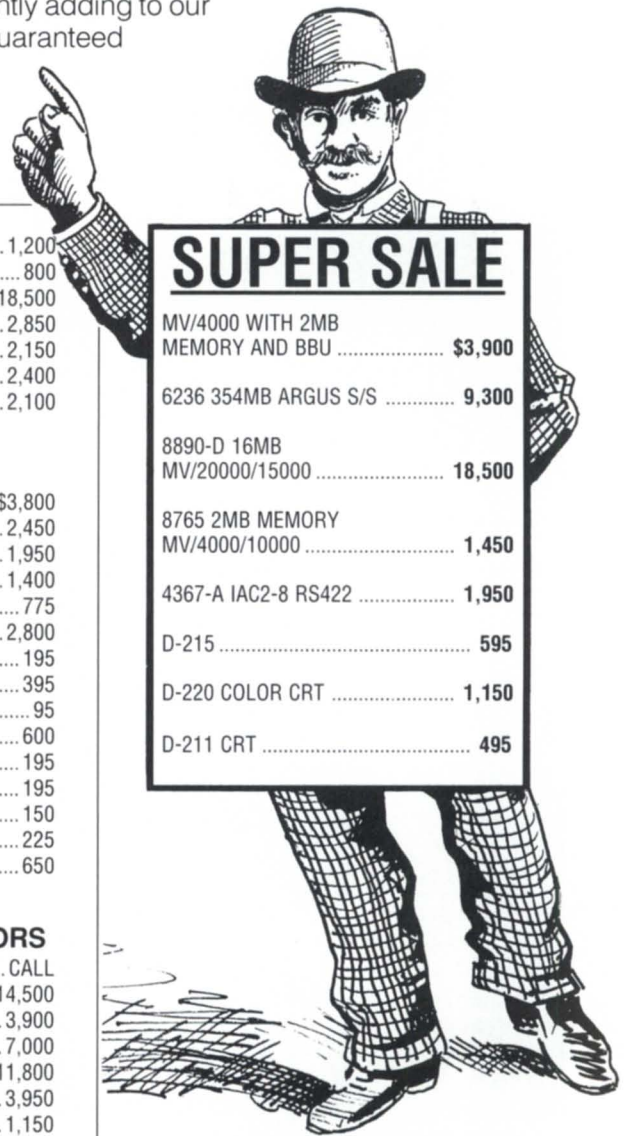 ntly adding to our
uaranteed
. 1,200
.... 800
18,500
. 2,850
. 2,150
. 2,400
. 2,100
$3,800
. 2,450
. 1,950
. 1,400
.... 775
. 2,800
.... 195
.... 395
...... 95
.... 600
.... 195
.... 195
.... 150
.... 225
.... 650
ORS
. CALL
14,500
. 3,900
. 7,000
11,800
. 3,950
. 1,150
SUPER SALE
MV/4000 WITH 2MB
MEMORY AND BBU .................... $3,900
6236 354MB ARGUS S/S ............. 9,300
8890-D 16MB
MV/20000/15000 ........................ 18,500
8765 2MB MEMORY
MV/4000/10000 ............................ 1,450
4367-A IAC2-8 RS422 .................. 1,950
D-215 ................................................ 595
D-220 COLOR CRT ....................... 1,150
D-211 CRT ....................................... 495